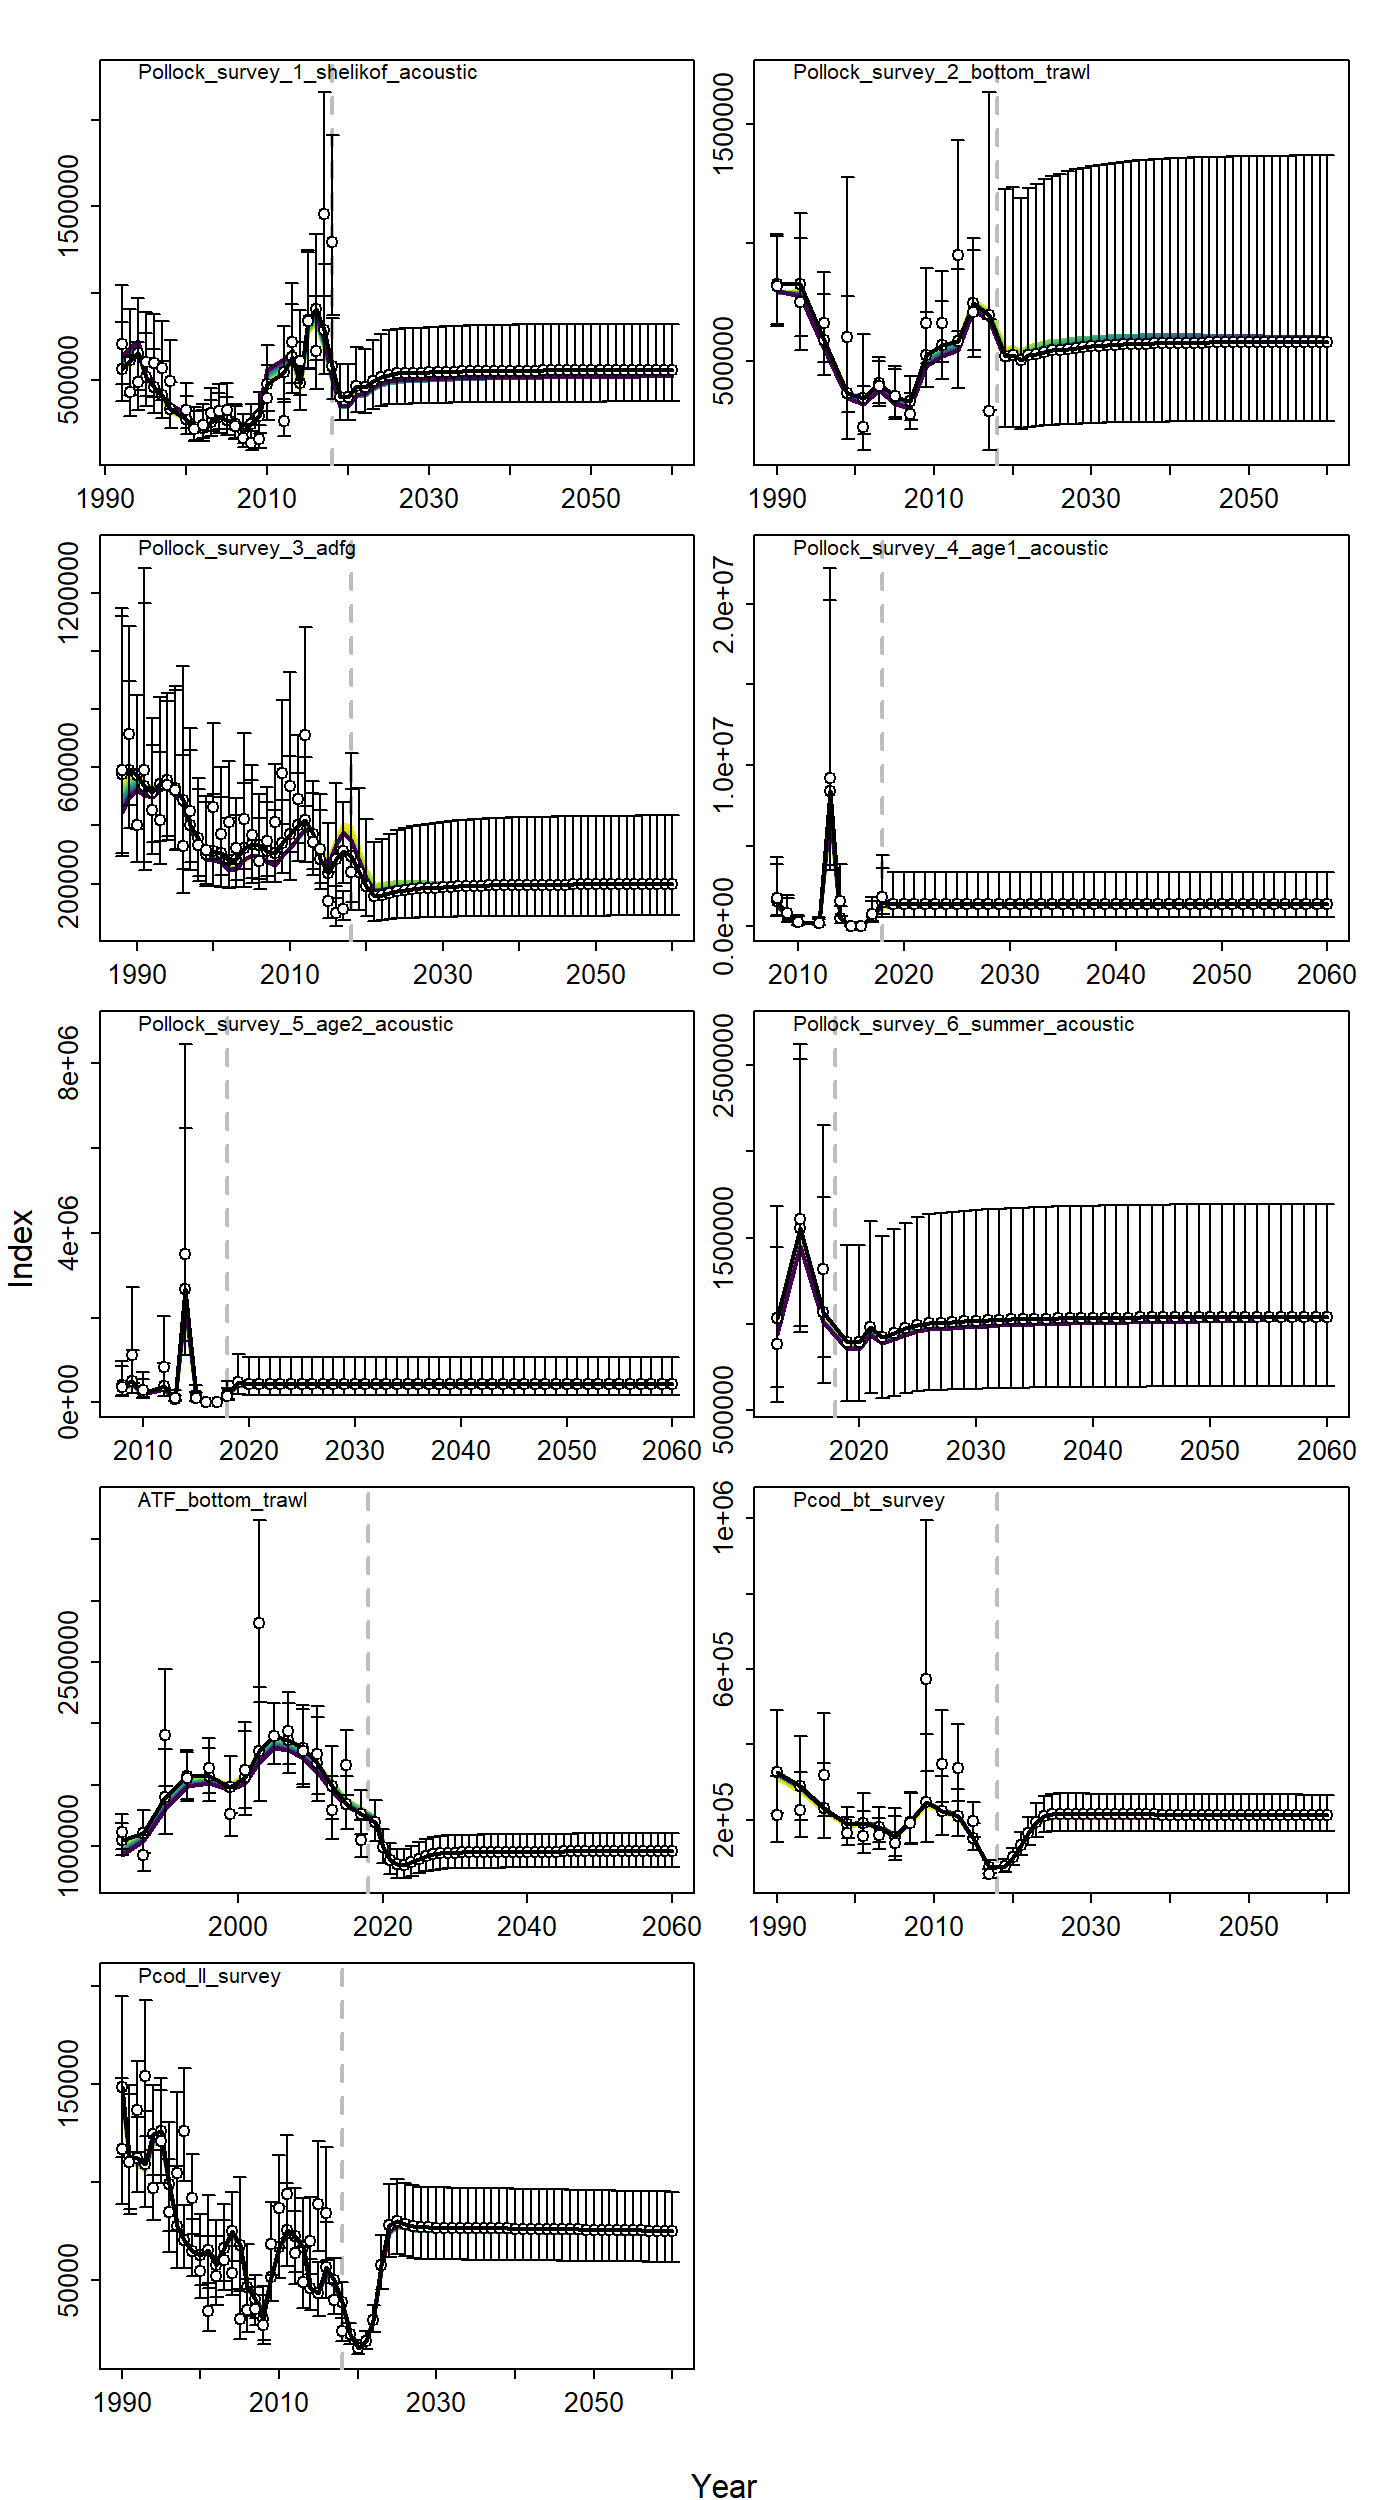 Pollock_survey_1_shelikof_acoustic
500000 1500000
1990 2010 2030 2050
Pollock_survey_2_bottom_trawl
500000 1500000
1990 2010 2030 2050
Pollock_survey_3_adfg
200000 600000 1200000
1990 2010 2030 2050
Pollock_survey_4_age1_acoustic
0.0e+00 1.0e+07 2.0e+07
2010 2020 2030 2040 2050 2060
Pollock_survey_5_age2_acoustic
0e+00 4e+06 8e+06
2010 2020 2030 2040 2050 2060
Pollock_survey_6_summer_acoustic
500000 1500000 2500000
2020 2030 2040 2050 2060
ATF_bottom_trawl
1000000 2500000
2000 2020 2040 2060
Pcod_bt_survey
2e+05 6e+05 1e+06
1990 2010 2030 2050
Pcod_ll_survey
50000 150000
1990 2010 2030 2050
Index
Year